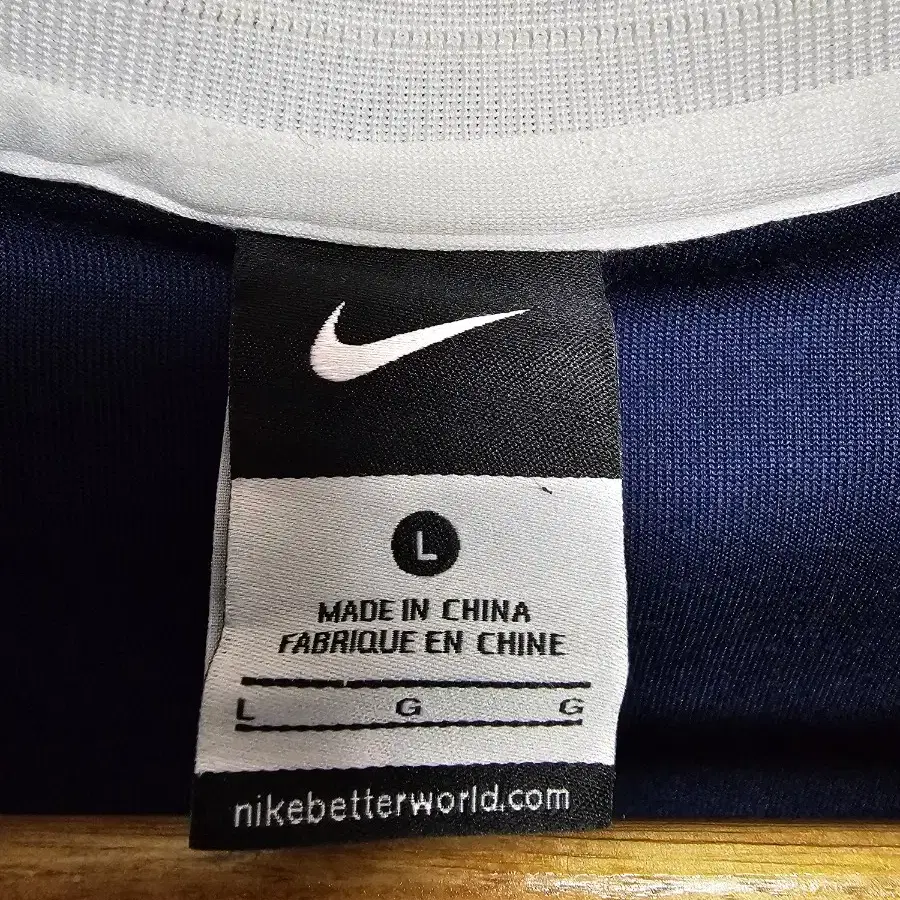 L
MADE IN CHINA
FABRIQUE EN CHINE
L G G
nikebetterworld.com